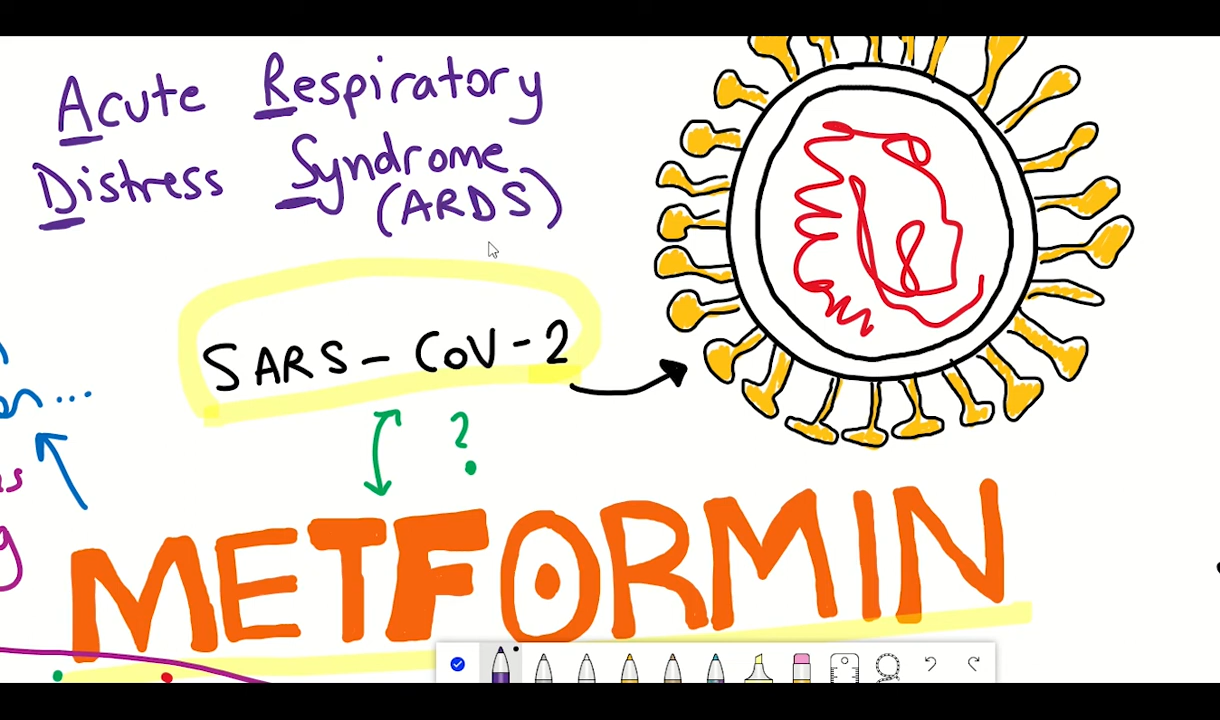 Acute Respiratory
Distress Syndrome
(ARDS)
SARS-CoV-2
?
METFORMIN